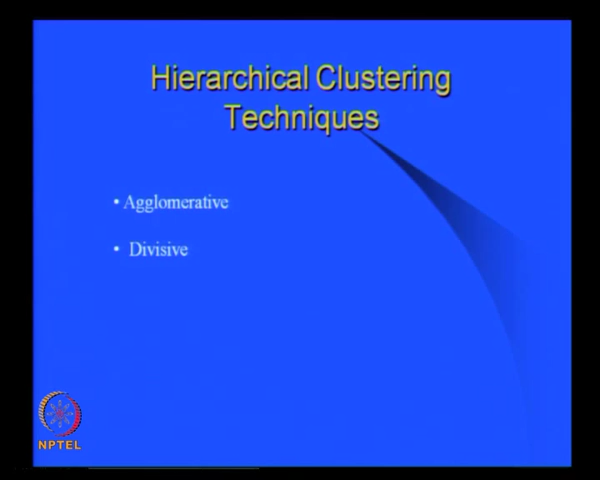 Hierarchical Clustering
Techniques
• Agglomerative
• Divisive
NPTEL